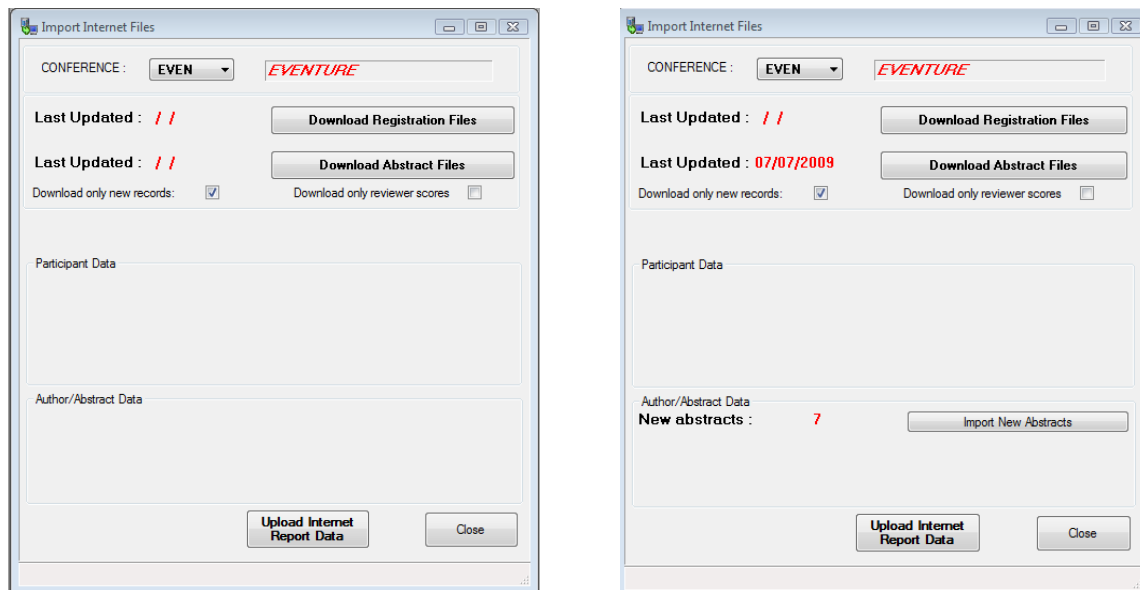 Import Internet Files
CONFERENCE : EVEN EVENTURE
Last Updated : / / Download Registration Files
Last Updated : / / Download Abstract Files
Download only new records: Download only reviewer scores
Participant Data
Author/Abstract Data
Upload Internet
Report Data
Close
Import Internet Files
CONFERENCE : EVEN EVENTURE
Last Updated : / / Download Registration Files
Last Updated : 07/07/2009 Download Abstract Files
Download only new records: Download only reviewer scores
Participant Data
Author/Abstract Data
New abstracts : 7 Import New Abstracts
Upload Internet
Report Data
Close